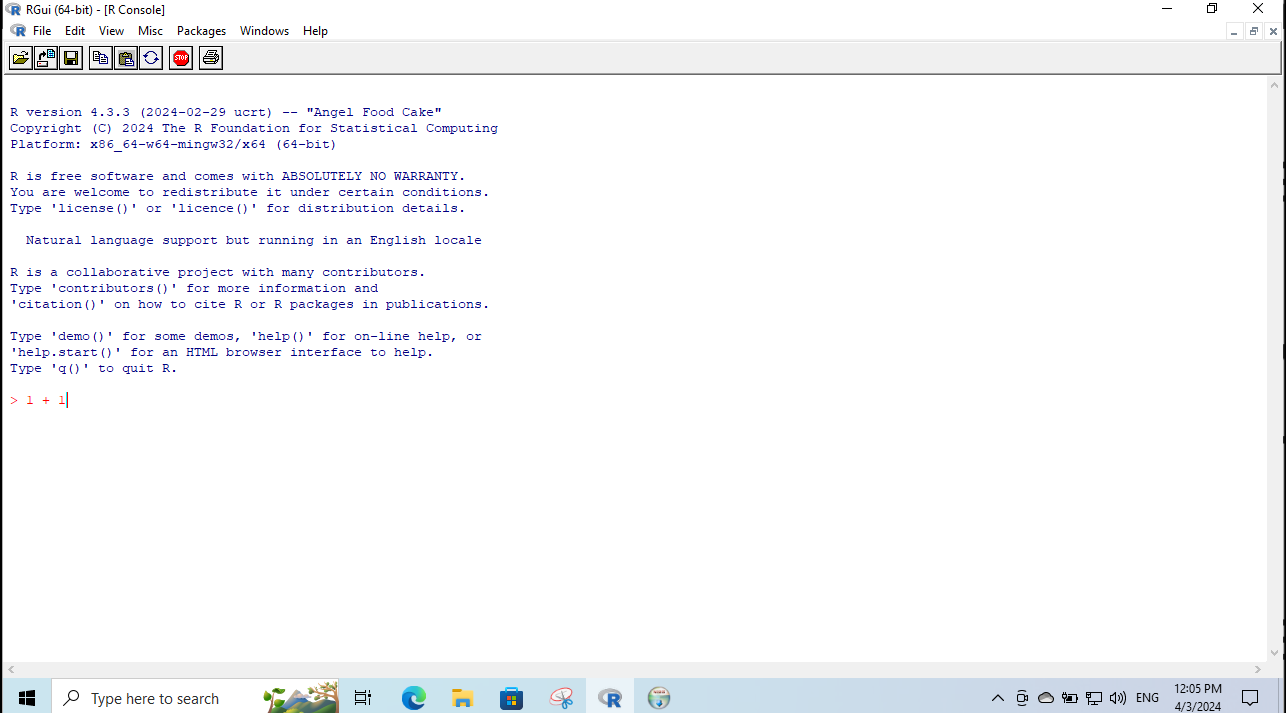 RGui (64-bit) - [R Console]
File Edit View Misc Packages Windows Help
STOP
R version 4.3.3 (2024-02-29 ucrt) -- "Angel Food Cake"
Copyright (C) 2024 The R Foundation for Statistical Computing
Platform: x86_64-w64-mingw32/x64 (64-bit)
R is free software and comes with ABSOLUTELY NO WARRANTY.
You are welcome to redistribute it under certain conditions.
Type 'license()' or 'licence()' for distribution details.
Natural language support but running in an English locale
R is a collaborative project with many contributors.
Type 'contributors()' for more information and
'citation()' on how to cite R or R packages in publications.
Type 'demo()' for some demos, 'help()' for on-line help, or
'help.start()' for an HTML browser interface to help.
Type 'q()' to quit R.
> 1 + 1
Type here to search
ENG
12:05 PM
4/3/2024